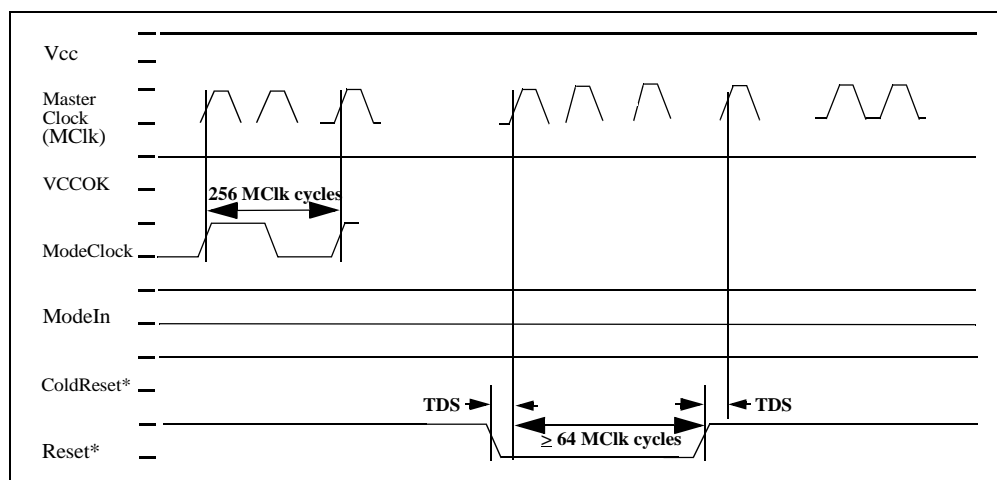 Vcc
Master
Clock
(MClk)
VCCOK
256 MClk cycles
ModeClock
ModeIn
ColdReset*
TDS
TDS
≥ 64 MClk cycles
Reset*